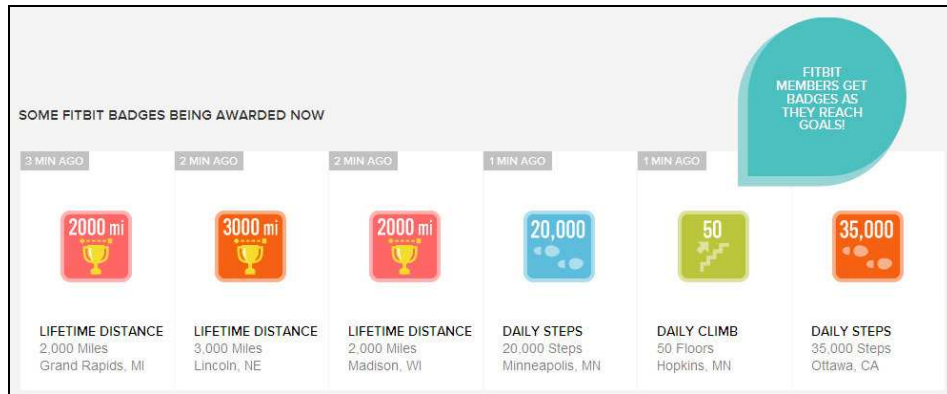 FITBIT
MEMBERS GET
BADGES AS
THEY REACH
GOALS!
SOME FITBIT BADGES BEING AWARDED NOW
3 MIN AGO
2000 mi
LIFETIME DISTANCE
2,000 Miles
Grand Rapids, MI
2 MIN AGO
3000 mi
LIFETIME DISTANCE
3,000 Miles
Lincoln, NE
2 MIN AGO
2000 mi
LIFETIME DISTANCE
2,000 Miles
Madison, WI
1 MIN AGO
20,000
DAILY STEPS
20,000 Steps
Minneapolis, MN
1 MIN AGO
50
DAILY CLIMB
50 Floors
Hopkins, MN
35,000
DAILY STEPS
35,000 Steps
Ottawa, CA